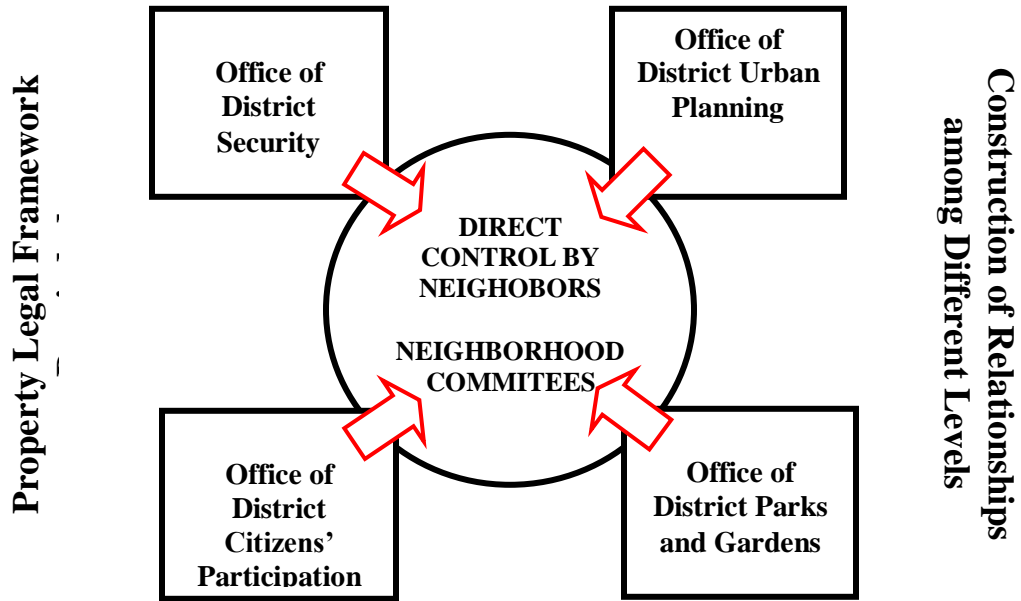 Property Legal Framework
Office of
District
Security
Office of
District Urban
Planning
DIRECT
CONTROL BY
NEIGHOBORS
NEIGHBORHOOD
COMMITEES
Office of
District
Citizens’
Participation
Office of
District Parks
and Gardens
Construction of Relationships
among Different Levels